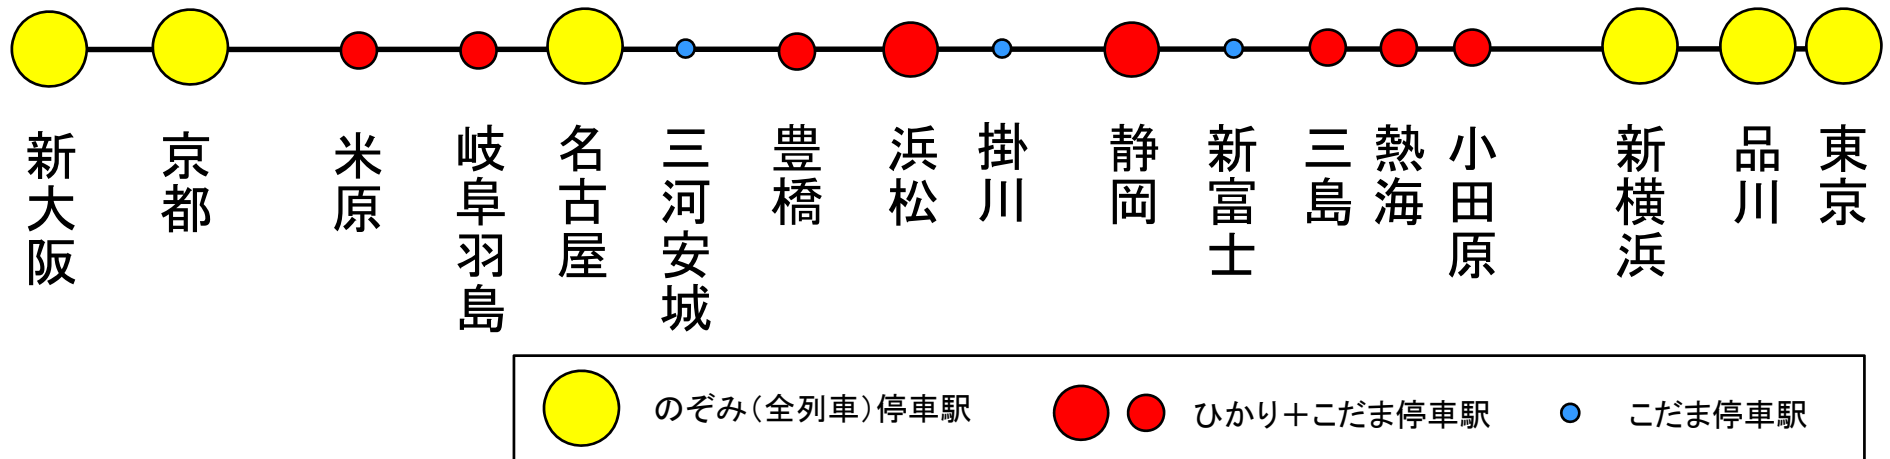 新大阪
京都
米原
岐阜羽島
名古屋
三河安城
豊橋
浜松
掛川
静岡
新富士
三島
熱海
小田原
新横浜
品川
東京
のぞみ（全列車）停車駅
ひかり＋こだま停車駅
こだま停車駅